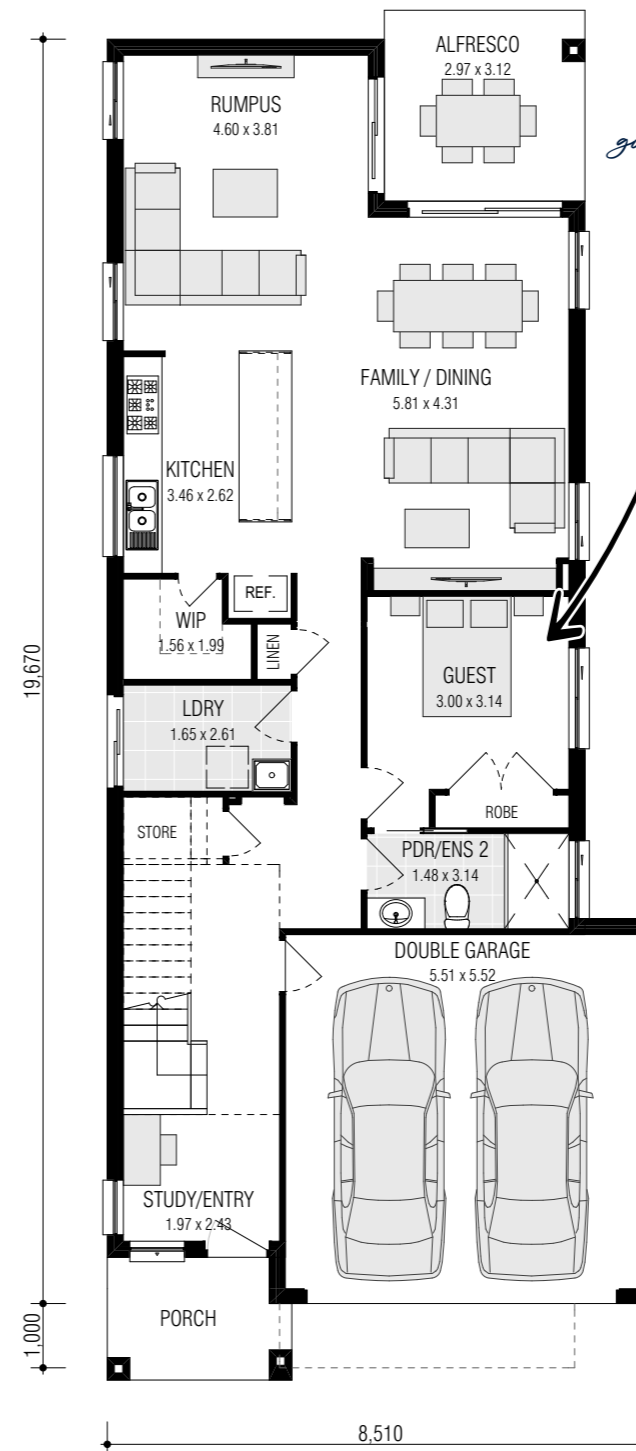 ALFRESCO
2.97 x 3.12
RUMPUS
4.60 x 3.81
FAMILY / DINING
5.81 x 4.31
KITCHEN
3.46 x 2.62
REF.
WIP
1.56 x 1.99
LINEN
GUEST
3.00 x 3.14
19,670
LDRY
1.65 x 2.61
ROBE
STORE
PDR/ENS 2
1.48 x 3.14
DOUBLE GARAGE
5.51 x 5.52
STUDY/ENTRY
1.97 x 2.43
PORCH
1,000
8,510